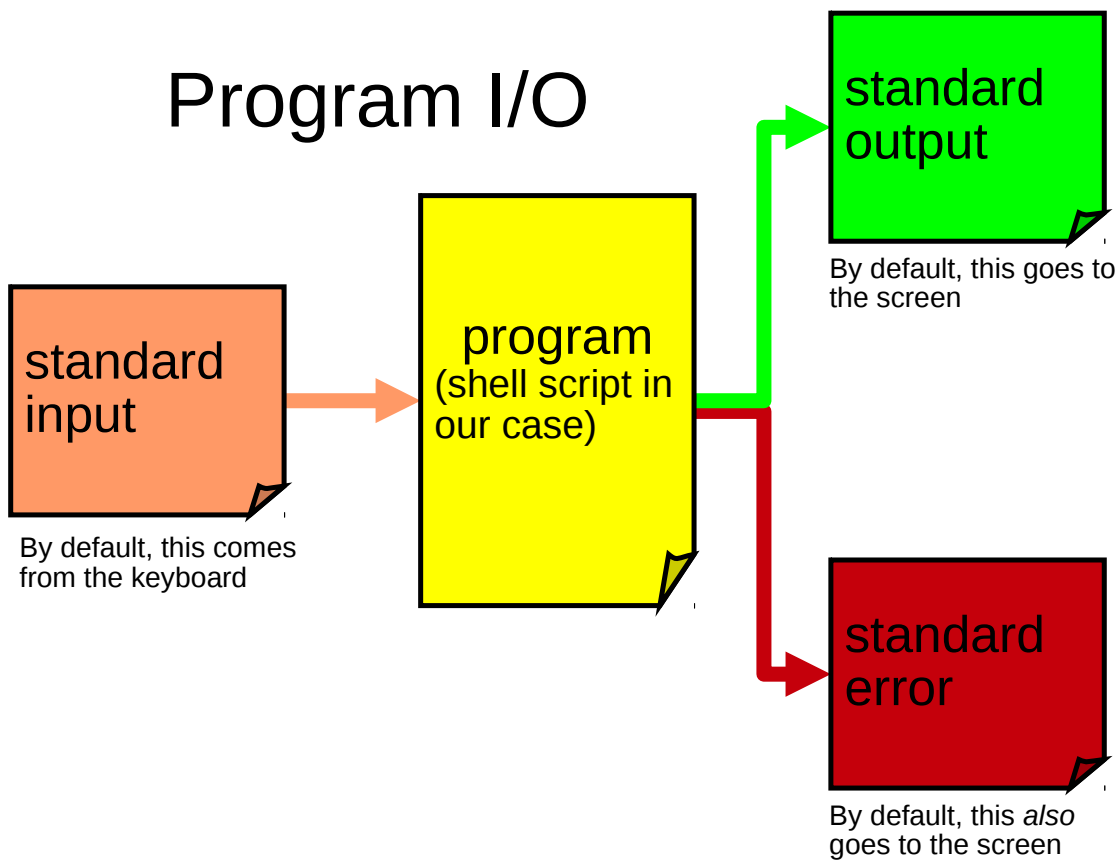 Program I/O
standard
output
By default, this goes to
the screen
standard
input
By default, this comes
from the keyboard
program
(shell script in
our case)
standard
error
By default, this also
goes to the screen